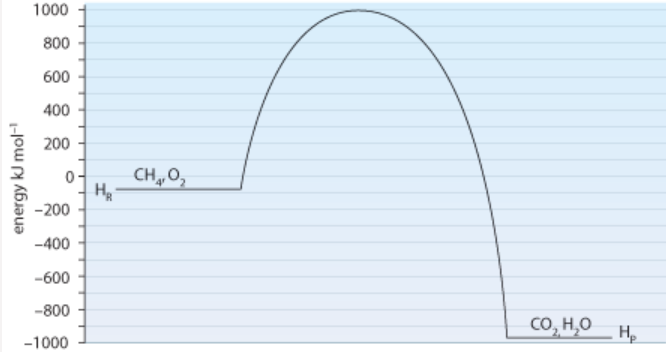 1000
800
600
400
200
0
–200
–400
–600
–800
–1000
energy kJ mol⁻¹
H_R
CH₄, O₂
CO₂, H₂O
H_P